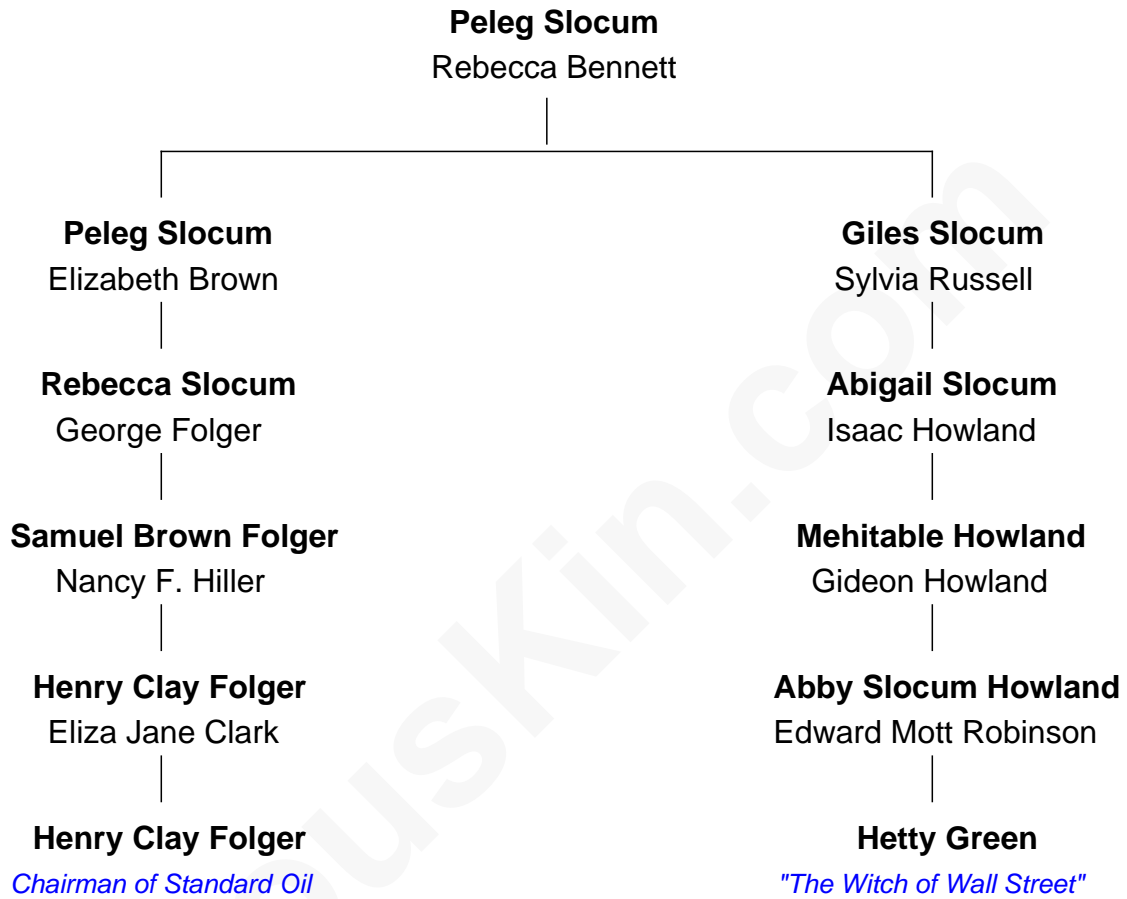 Peleg Slocum
Rebecca Bennett
Peleg Slocum
Elizabeth Brown
Giles Slocum
Sylvia Russell
Rebecca Slocum
George Folger
Abigail Slocum
Isaac Howland
Samuel Brown Folger
Nancy F. Hiller
Mehitable Howland
Gideon Howland
Henry Clay Folger
Eliza Jane Clark
Abby Slocum Howland
Edward Mott Robinson
Henry Clay Folger
Chairman of Standard Oil
Hetty Green
"The Witch of Wall Street"
ousKin.com